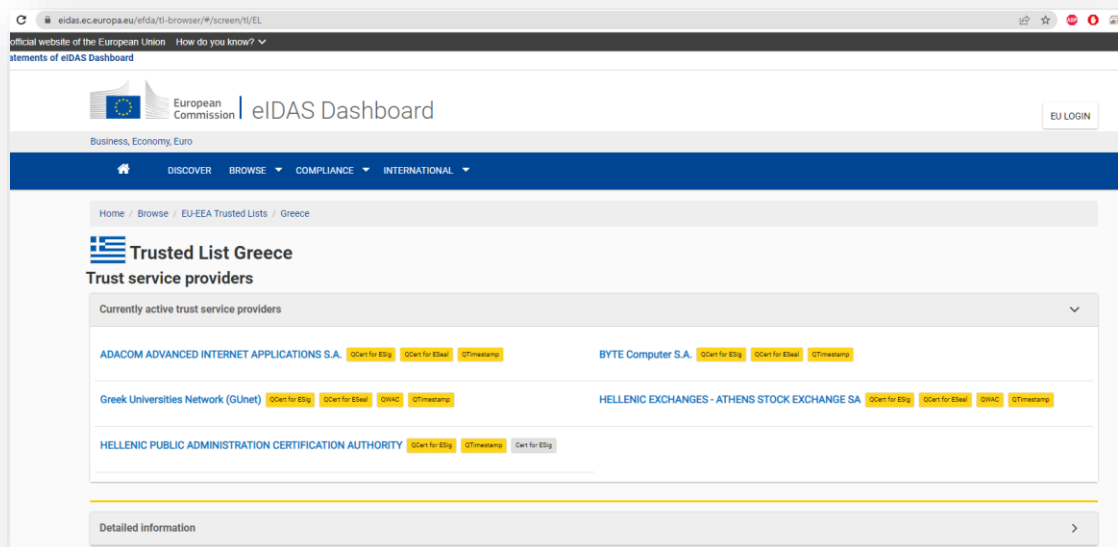 eidas.ec.europa.eu/efda/tl-browser/#/screen/tl/EL
official website of the European Union How do you know?
atements of eIDAS Dashboard
European
Commission
eIDAS Dashboard
EU LOGIN
Business, Economy, Euro
DISCOVER BROWSE COMPLIANCE INTERNATIONAL
Home / Browse / EU-EEA Trusted Lists / Greece
Trusted List Greece
Trust service providers
Currently active trust service providers
ADACOM ADVANCED INTERNET APPLICATIONS S.A. QCert for ESig QCert for ESeal QTimestamp
BYTE Computer S.A. QCert for ESig QCert for ESeal QTimestamp
Greek Universities Network (GUnet) QCert for ESig QCert for ESeal QWAC QTimestamp
HELLENIC EXCHANGES - ATHENS STOCK EXCHANGE SA QCert for ESig QCert for ESeal QWAC QTimestamp
HELLENIC PUBLIC ADMINISTRATION CERTIFICATION AUTHORITY QCert for ESig QTimestamp Cert for ESig
Detailed information